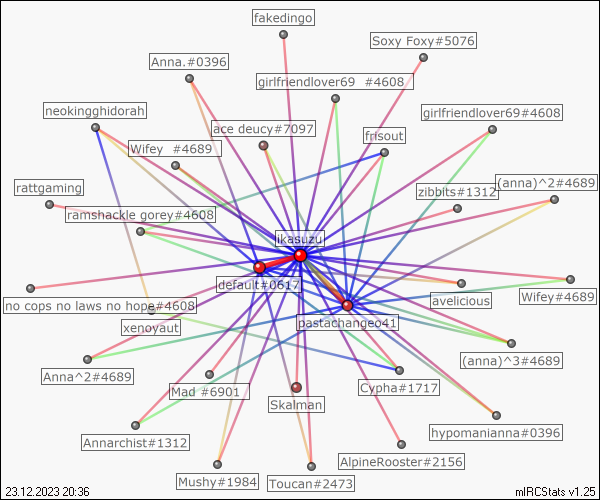 fakedingo
Soxy Foxy#5076
Anna.#0396
girlfriendlover69 #4608
neokingghidorah
girlfriendlover69#4608
ace deucy#7097
frisout
Wifey #4689
(anna)^2#4689
rattgaming
zibbits#1312
ramshackle gorey#4608
ikasuzu
default#0617
avelicious
Wifey#4689
no cops no laws no hope#4608
xenoyaut
pastachange041
(anna)^3#4689
Anna^2#4689
Mad #6901
Cypha#1717
Skalman
hypomanianna#0396
Annarchist#1312
AlpineRooster#2156
Mushy#1984
Toucan#2473
23.12.2023 20:36
mIRCStats v1.25